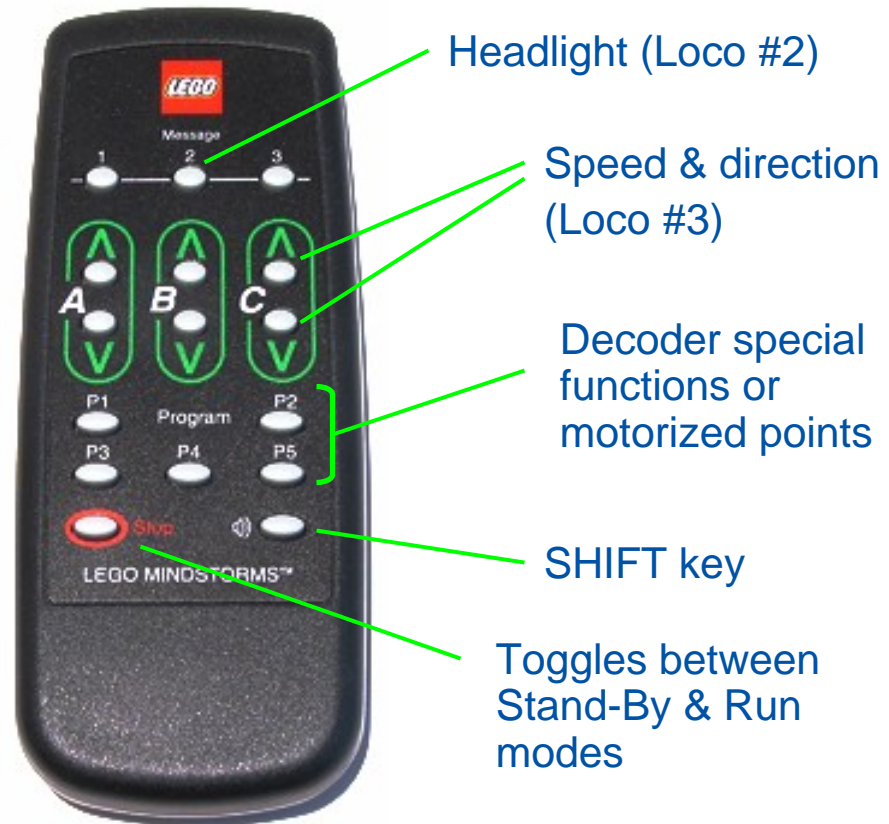 LEGO
Message
1 2 3
A B C
P1 Program P2
P3 P4 P5
Stop
LEGO MINDSTORMS™
Headlight (Loco #2)
Speed & direction
(Loco #3)
Decoder special
functions or
motorized points
SHIFT key
Toggles between
Stand-By & Run
modes